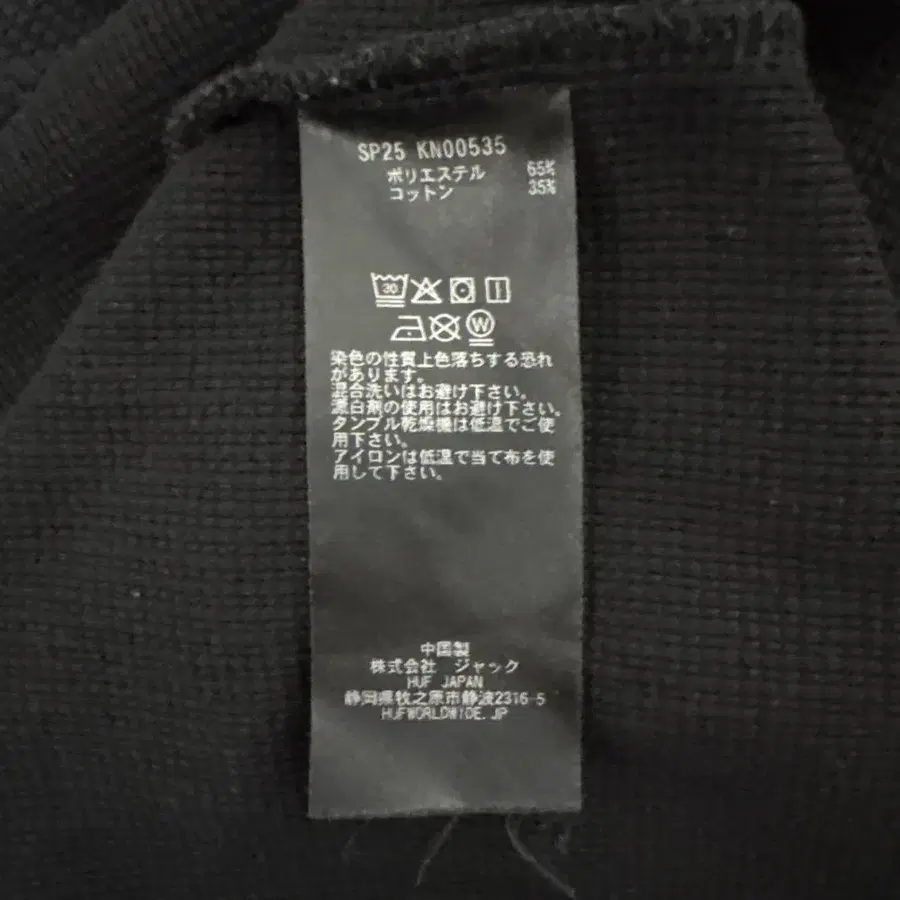 SP25 KN00535
ポリエステル 65%
コットン 35%
30
W
染色の性質上色落ちする恐れ
があります。
混合洗いはお避け下さい。
漂白剤の使用はお避け下さい。
タンブル乾燥機は低温でご使
用下さい。
アイロンは低温で当て布を使
用して下さい。
中国製
株式会社 ジャック
HUF JAPAN
静岡県牧之原市静波2316-5
HUFWORLDWIDE.JP